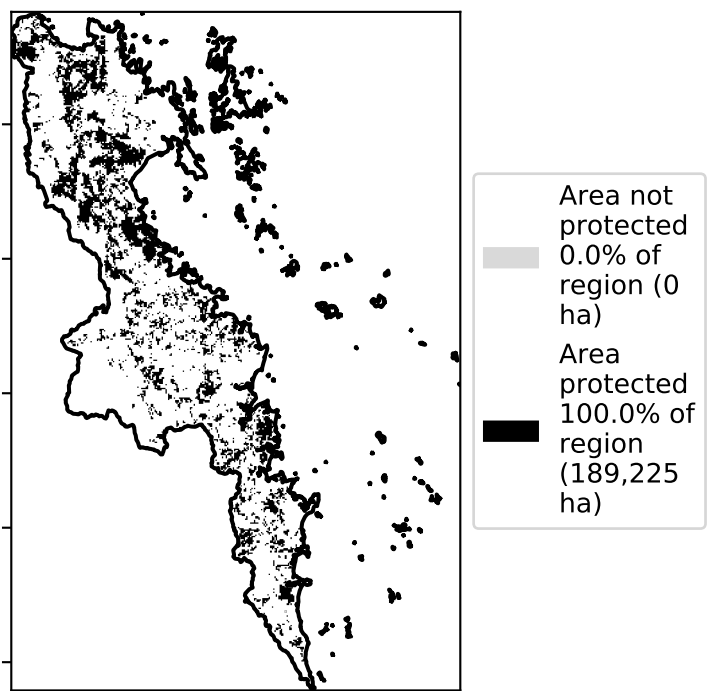 Area not
protected
0.0% of
region (0
ha)
Area
protected
100.0% of
region
(189,225
ha)